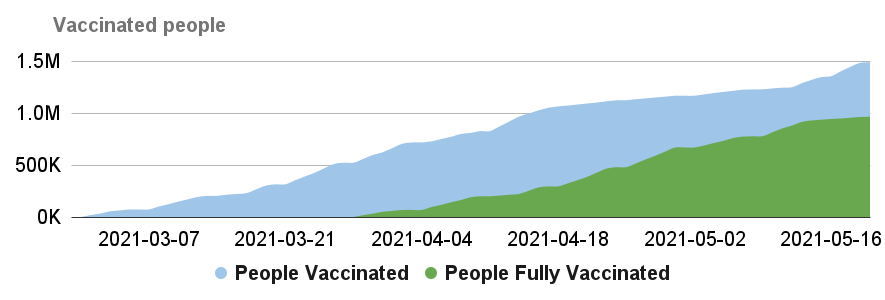 Vaccinated people
1.5M
1.0M
500K
0K
2021-03-07 2021-03-21 2021-04-04 2021-04-18 2021-05-02 2021-05-16
People Vaccinated People Fully Vaccinated